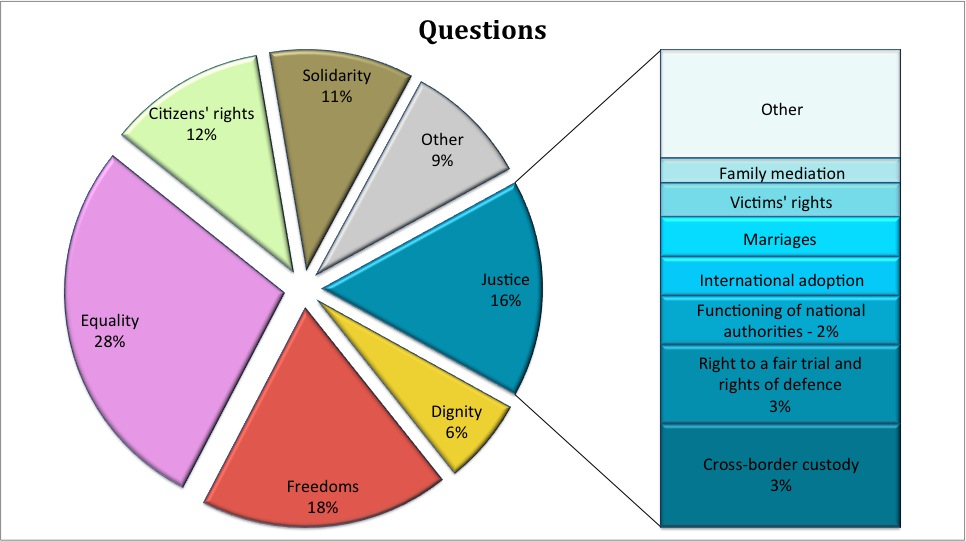 Questions
Solidarity
11%
Citizens' rights
12%
Other
9%
Justice
16%
Equality
28%
Dignity
6%
Freedoms
18%
Other
Family mediation
Victims' rights
Marriages
International adoption
Functioning of national
authorities - 2%
Right to a fair trial and
rights of defence
3%
Cross-border custody
3%